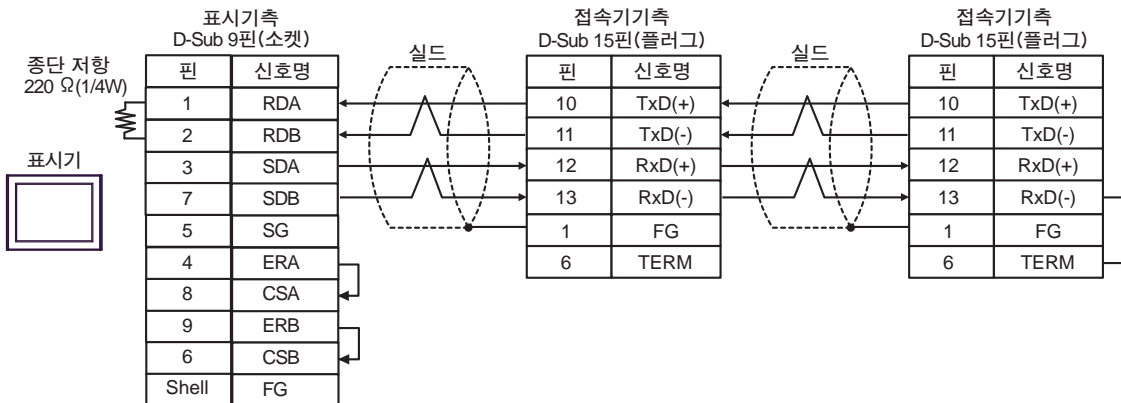 표시기측
D-Sub 9핀(소켓)
종단 저항
220 Ω(1/4W)
표시기
핀 신호명
1 RDA
2 RDB
3 SDA
7 SDB
5 SG
4 ERA
8 CSA
9 ERB
6 CSB
Shell FG
실드
접속기기측
D-Sub 15핀(플러그)
핀 신호명
10 TxD(+)
11 TxD(-)
12 RxD(+)
13 RxD(-)
1 FG
6 TERM
실드
접속기기측
D-Sub 15핀(플러그)
핀 신호명
10 TxD(+)
11 TxD(-)
12 RxD(+)
13 RxD(-)
1 FG
6 TERM